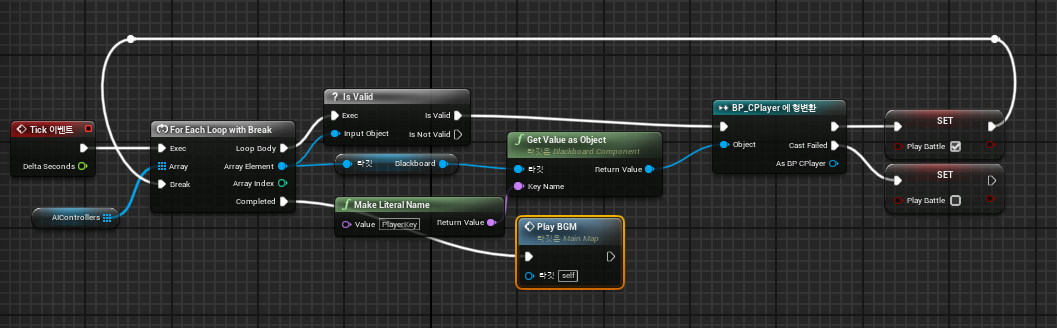 Tick 이벤트
Delta Seconds
AIControllers
For Each Loop with Break
Exec
Loop Body
Array
Array Element
Break
Array Index
Completed
? Is Valid
Exec
Is Valid
Input Object
Is Not Valid
타깃
Blackboard
Make Literal Name
Value
PlayerKey
Return Value
Get Value as Object
타깃은 Blackboard Component
타깃
Return Value
Key Name
Play BGM
타깃은 Main Map
타깃
self
BP_CPlayer 에 형변환
Object
Cast Failed
As BP CPlayer
SET
Play Battle
SET
Play Battle